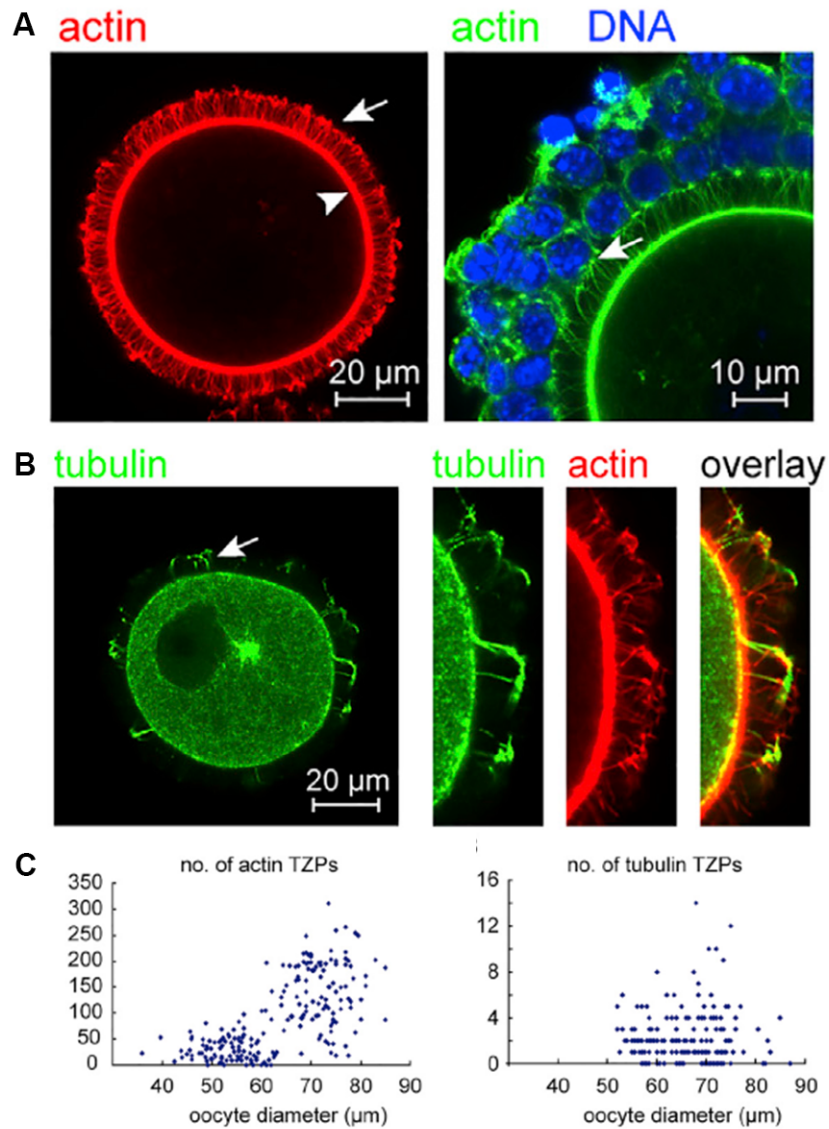 A actin actin DNA
20 µm 10 µm
B tubulin tubulin actin overlay
20 µm
C no. of actin TZPs no. of tubulin TZPs
350
300
250
200
150
100
50
0
30 40 50 60 70 80 90
oocyte diameter (µm)
16
12
8
4
0
30 40 50 60 70 80 90
oocyte diameter (µm)